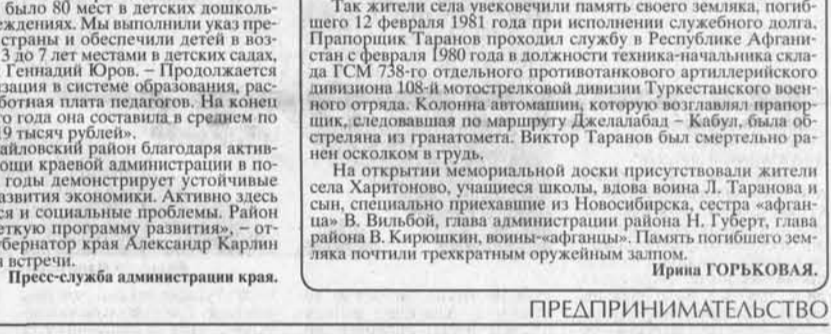 было 80 мест в детских дошколь-
еждениях. Мы выполнили указ пре-
страны и обеспечили детей в воз-
3 до 7 лет местами в детских садах,
Геннадий Юров. – Продолжается
зация в системе образования, рас-
ботная плата педагогов. На конец
го года она составила в среднем по
9 тысяч рублей».
айловский район благодаря актив-
ощи краевой администрации в по-
годы демонстрирует устойчивые
азвития экономики. Активно здесь
ся и социальные проблемы. Район
еткую программу развития», – от-
убернатор края Александр Карлин
встречи.
Пресс-служба администрации края.
Так жители села увековечили память своего земляка, погиб-
шего 12 февраля 1981 года при исполнении служебного долга.
Прапорщик Таранов проходил службу в Республике Афгани-
стан с февраля 1980 года в должности техника-начальника скла-
да ГСМ 738-го отдельного противотанкового артиллерийского
дивизиона 108-й мотострелковой дивизии Туркестанского воен-
ного отряда. Колонна автомашин, которую возглавлял прапор-
щик, следовавшая по маршруту Джелалабад – Кабул, была об-
стреляна из гранатомета. Виктор Таранов был смертельно ра-
нен осколком в грудь.
На открытии мемориальной доски присутствовали жители
села Харитоново, учащиеся школы, вдова воина Л. Таранова и
сын, специально приехавшие из Новосибирска, сестра «афган-
ца» В. Вильбой, глава администрации района Н. Губерт, глава
района В. Кирюшкин, воины-«афганцы». Память погибшего зем-
ляка почтили трехкратным оружейным залпом.
Ирина ГОРЬКОВАЯ.
ПРЕДПРИНИМАТЕЛЬСТВО